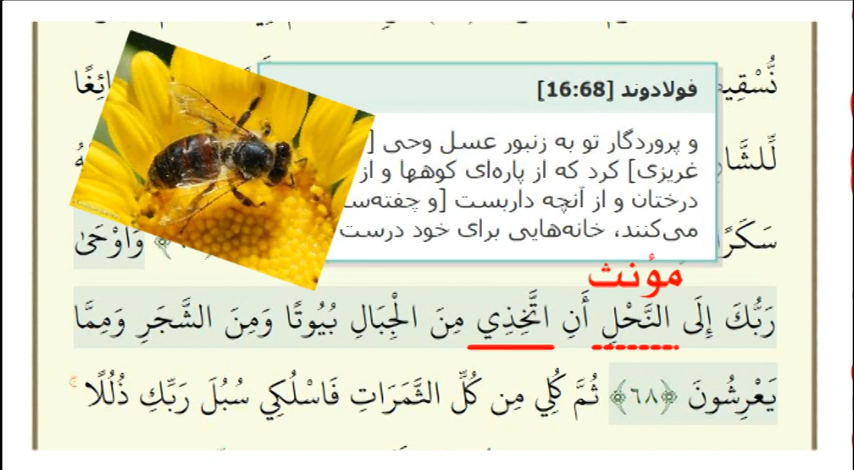 نُّسْقِي
لِّلشَّا
سَكَرًا
فولادوند [16:68]
و پروردگار تو به زنبور عسل وحی [
غریزی] کرد که از پاره‌ای کوهها و از
درختان و از آنچه داربست [و چفته‌س
می‌کنند، خانه‌هایی برای خود درست
وَأَوْحَىٰ
مؤنث
رَبُّكَ إِلَى النَّحْلِ أَنِ اتَّخِذِي مِنَ الْجِبَالِ بُيُوتًا وَمِنَ الشَّجَرِ وَمِمَّا
يَعْرِشُونَ ﴿٦٨﴾ ثُمَّ كُلِي مِن كُلِّ الثَّمَرَاتِ فَاسْلُكِي سُبُلَ رَبِّكِ ذُلُلًا ۚ